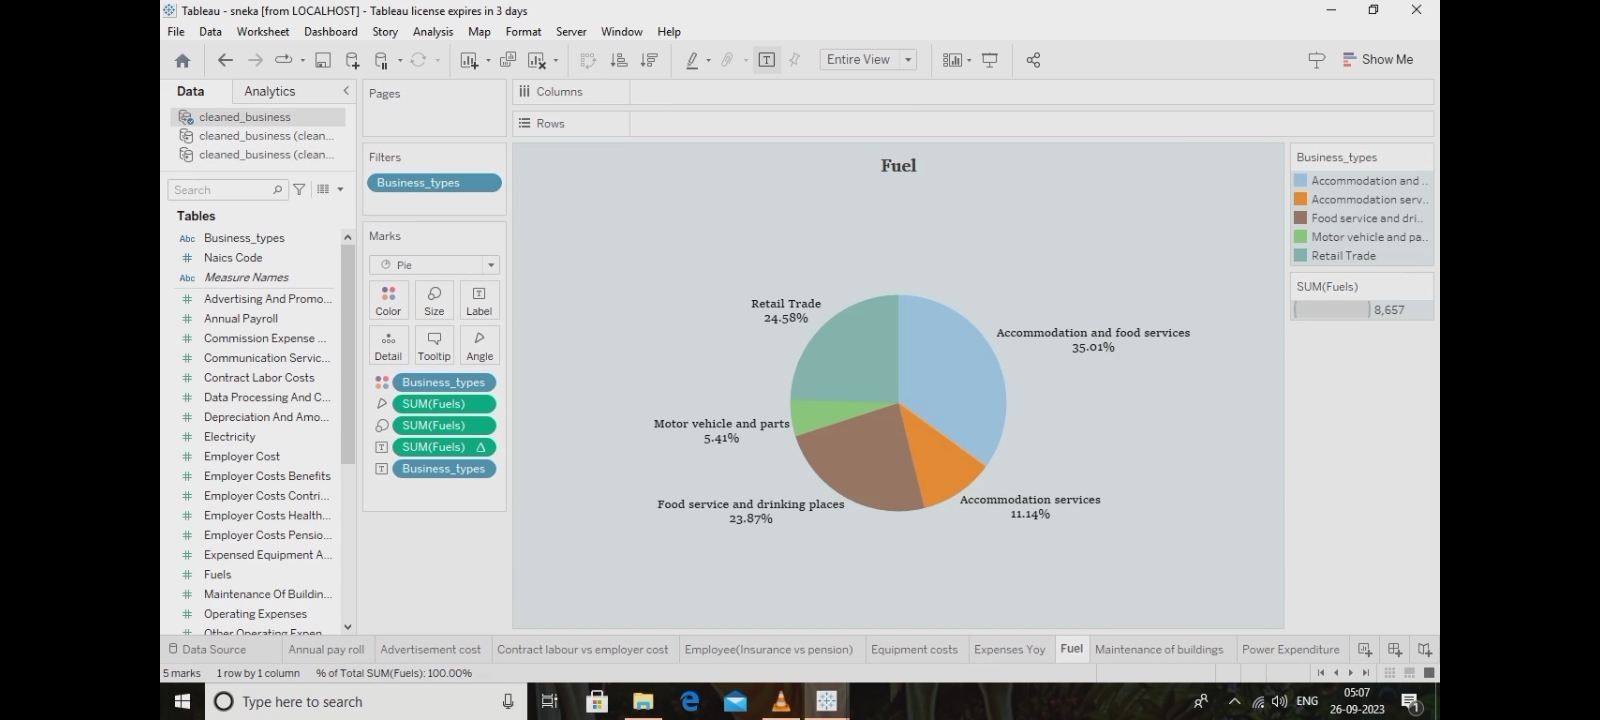 Tableau - sneka [from LOCALHOST] - Tableau license expires in 3 days
File Data Worksheet Dashboard Story Analysis Map Format Server Window Help
Entire View
Show Me
Data Analytics
cleaned_business
cleaned_business (clean...
cleaned_business (clean...
Search
Tables
Abc Business_types
# Naics Code
Abc Measure Names
# Advertising And Promo...
# Annual Payroll
# Commission Expense ...
# Communication Servic...
# Contract Labor Costs
# Data Processing And C...
# Depreciation And Amo...
# Electricity
# Employer Cost
# Employer Costs Benefits
# Employer Costs Contri...
# Employer Costs Health...
# Employer Costs Pensio...
# Expensed Equipment A...
# Fuels
# Maintenance Of Buildin...
# Operating Expenses
# Other Operating Expen
Pages
Filters
Business_types
Marks
Pie
Color Size Label
Detail Tooltip Angle
Business_types
SUM(Fuels)
SUM(Fuels)
SUM(Fuels) Δ
Business_types
Columns
Rows
Fuel
Retail Trade
24.58%
Accommodation and food services
35.01%
Motor vehicle and parts
5.41%
Food service and drinking places
23.87%
Accommodation services
11.14%
Business_types
Accommodation and ..
Accommodation serv..
Food service and dri..
Motor vehicle and pa..
Retail Trade
SUM(Fuels)
8,657
Data Source Annual pay roll Advertisement cost Contract labour vs employer cost Employee(Insurance vs pension) Equipment costs Expenses Yoy Fuel Maintenance of buildings Power Expenditure
5 marks 1 row by 1 column % of Total SUM(Fuels): 100.00%
Type here to search
ENG
05:07
26-09-2023
1